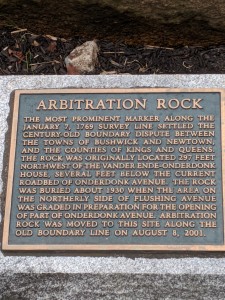 ARBITRATION ROCK
THE MOST PROMINENT MARKER ALONG THE
JANUARY 7, 1769 SURVEY LINE SETTLED THE
CENTURY-OLD BOUNDARY DISPUTE BETWEEN
THE TOWNS OF BUSHWICK AND NEWTOWN,
AND THE COUNTIES OF KINGS AND QUEENS.
THE ROCK WAS ORIGINALLY LOCATED 297 FEET
NORTHWEST OF THE VANDER ENDE-ONDERDONK
HOUSE, SEVERAL FEET BELOW THE CURRENT
ROADBED OF ONDERDONK AVENUE. THE ROCK
WAS BURIED ABOUT 1930 WHEN THE AREA ON
THE NORTHERLY SIDE OF FLUSHING AVENUE
WAS GRADED IN PREPARATION FOR THE OPENING
OF PART OF ONDERDONK AVENUE. ARBITRATION
ROCK WAS MOVED TO THIS SITE ALONG THE
OLD BOUNDARY LINE ON AUGUST 8, 2001.